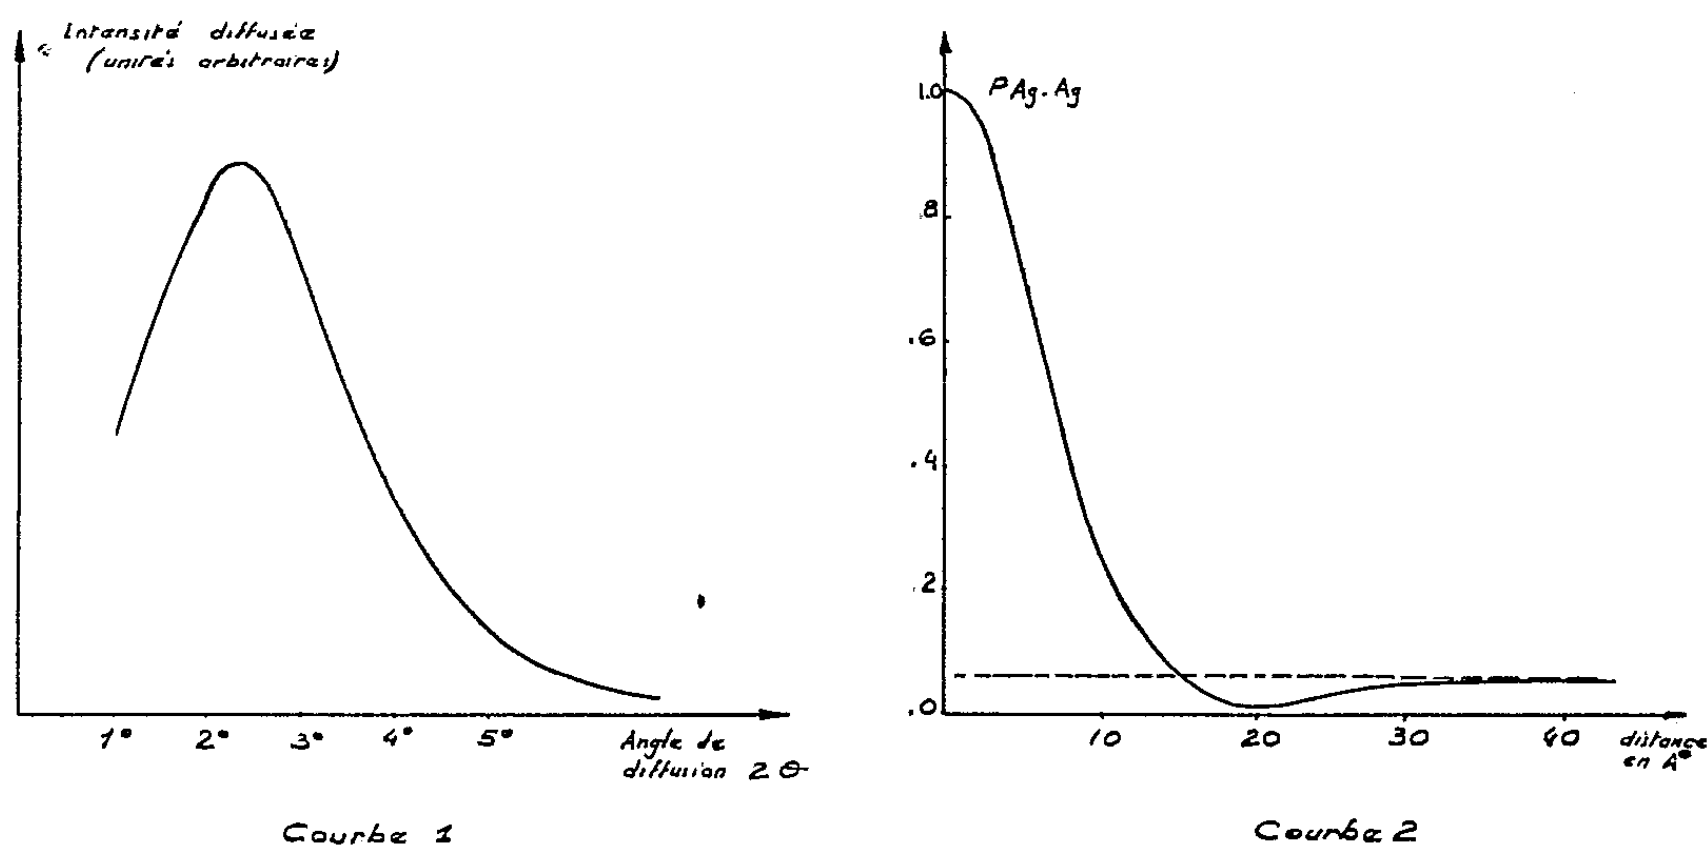 Intensité diffusée
(unités arbitraires)
1° 2° 3° 4° 5° Angle de
diffusion 2 θ
Courbe 1
PAg.Ag
1.0
.8
.6
.4
.2
.0
10 20 30 40 distance
en A°
Courbe 2